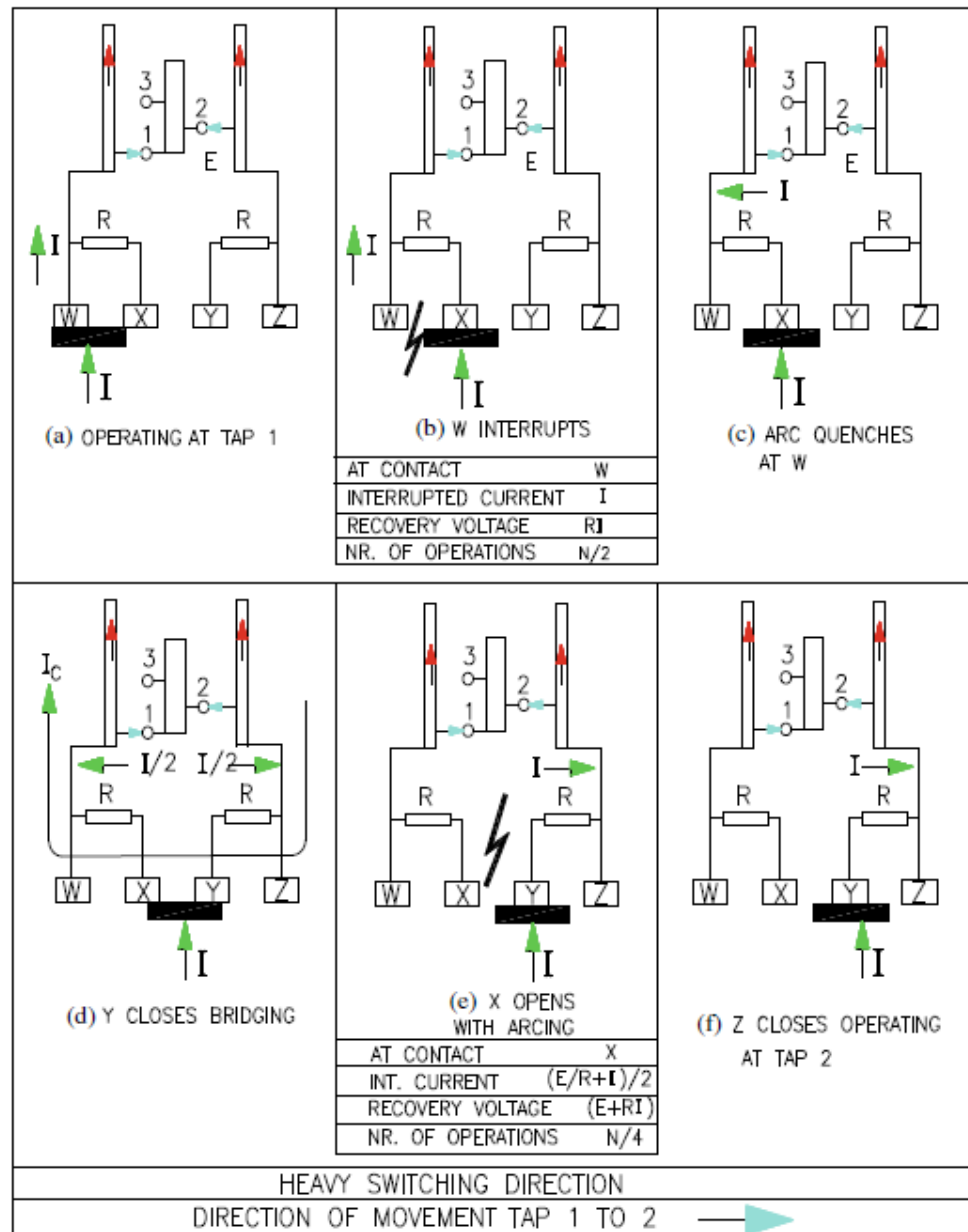 3
2
1
E
R
R
I
W
X
Y
Z
I
(a) OPERATING AT TAP 1
3
2
1
E
R
R
I
W
X
Y
Z
I
(b) W INTERRUPTS
AT CONTACT W
INTERRUPTED CURRENT I
RECOVERY VOLTAGE RI
NR. OF OPERATIONS N/2
3
2
1
E
I
R
R
W
X
Y
Z
I
(c) ARC QUENCHES
AT W
3
2
1
IC
I/2 I/2
R
R
W
X
Y
Z
I
(d) Y CLOSES BRIDGING
3
2
1
I
R
R
W
X
Y
Z
I
(e) X OPENS
WITH ARCING
AT CONTACT X
INT. CURRENT (E/R+I)/2
RECOVERY VOLTAGE (E+RI)
NR. OF OPERATIONS N/4
3
2
1
I
R
R
W
X
Y
Z
I
(f) Z CLOSES OPERATING
AT TAP 2
HEAVY SWITCHING DIRECTION
DIRECTION OF MOVEMENT TAP 1 TO 2